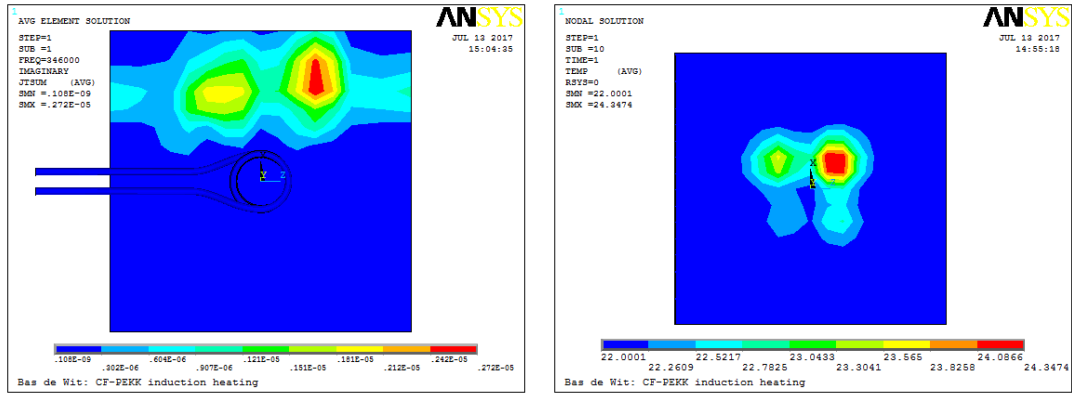 1
AVG ELEMENT SOLUTION
ANSYS
STEP=1
SUB =1
FREQ=346000
IMAGINARY
JTSUM (AVG)
SMN =.108E-09
SMX =.272E-05
JUL 13 2017
15:04:35
X
Y Z
.108E-09 .604E-06 .121E-05 .181E-05 .242E-05
.302E-06 .907E-06 .151E-05 .212E-05 .272E-05
Bas de Wit: CF-PEKK induction heating
1
NODAL SOLUTION
ANSYS
STEP=1
SUB =10
TIME=1
TEMP (AVG)
RSYS=0
SMN =22.0001
SMX =24.3474
JUL 13 2017
14:55:18
X
Y Z
22.0001 22.5217 23.0433 23.565 24.0866
22.2609 22.7825 23.3041 23.8258 24.3474
Bas de Wit: CF-PEKK induction heating